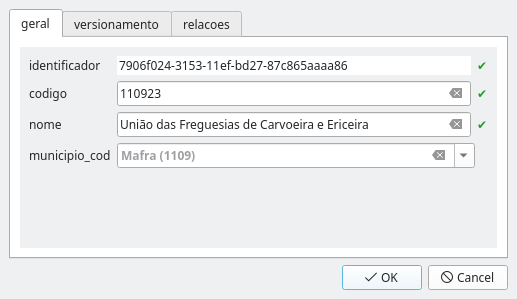 geral versionamento relacoes
identificador 7906f024-3153-11ef-bd27-87c865aaaa86
codigo 110923
nome União das Freguesias de Carvoeira e Ericeira
municipio_cod Mafra (1109)
OK Cancel